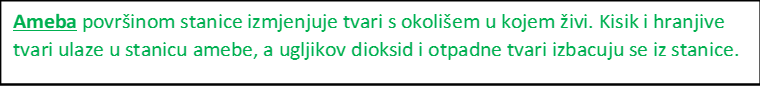 Ameba površinom stanice izmjenjuje tvari s okolišem u kojem živi. Kisik i hranjive
tvari ulaze u stanicu amebe, a ugljikov dioksid i otpadne tvari izbacuju se iz stanice.